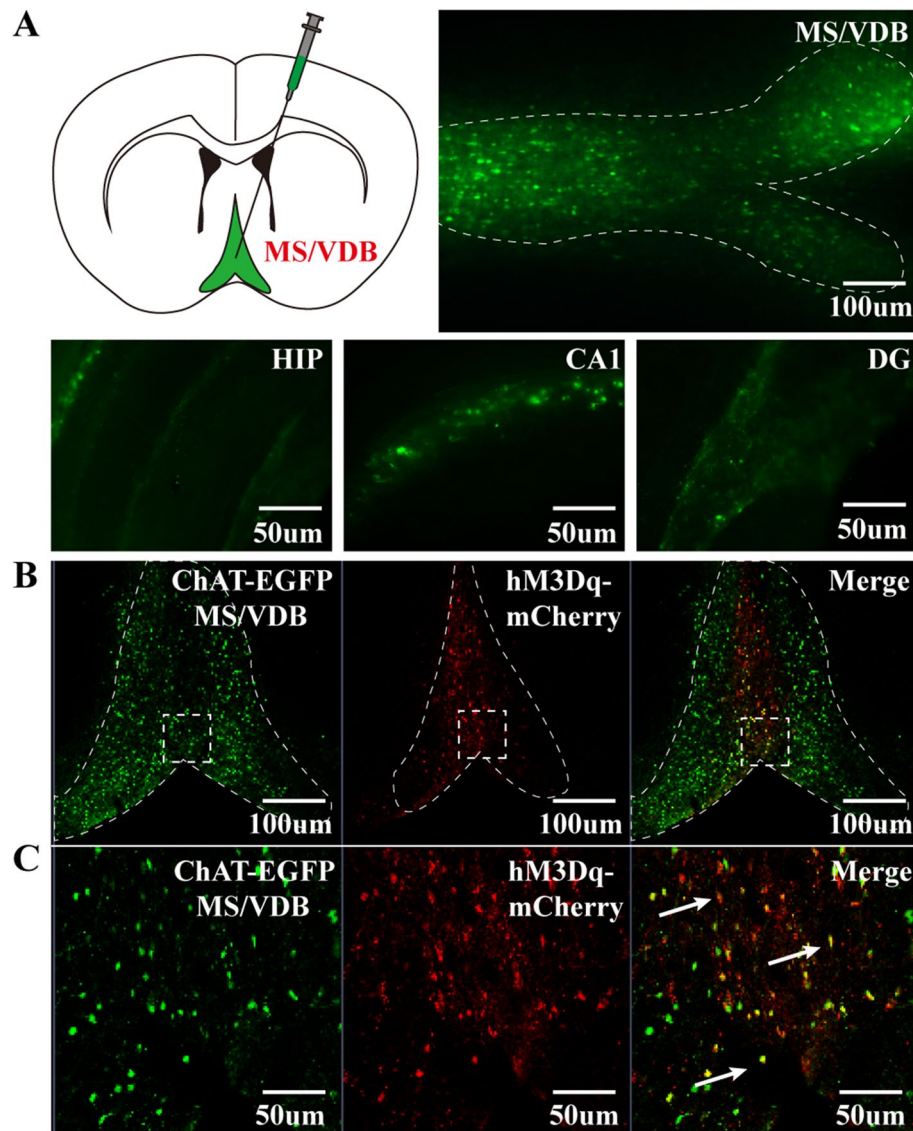 A
MS/VDB
MS/VDB
100um
HIP
50um
CA1
50um
DG
50um
B
ChAT-EGFP
MS/VDB
100um
hM3Dq-
mCherry
100um
Merge
100um
C
ChAT-EGFP
MS/VDB
50um
hM3Dq-
mCherry
50um
Merge
50um